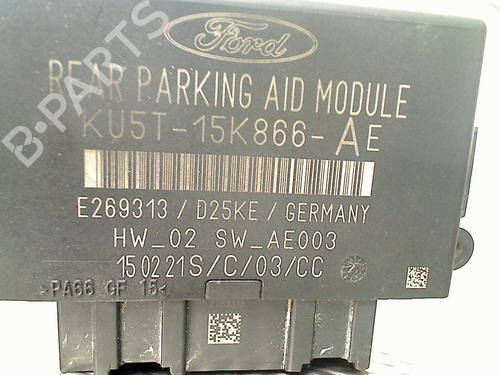 Ford
REAR PARKING AID MODULE
KU5T-15K866-AE
E269313 / D25KE / GERMANY
HW_02 SW_AE003
150221S/C/03/CC
>PA66 GF 15<
B-PARTS